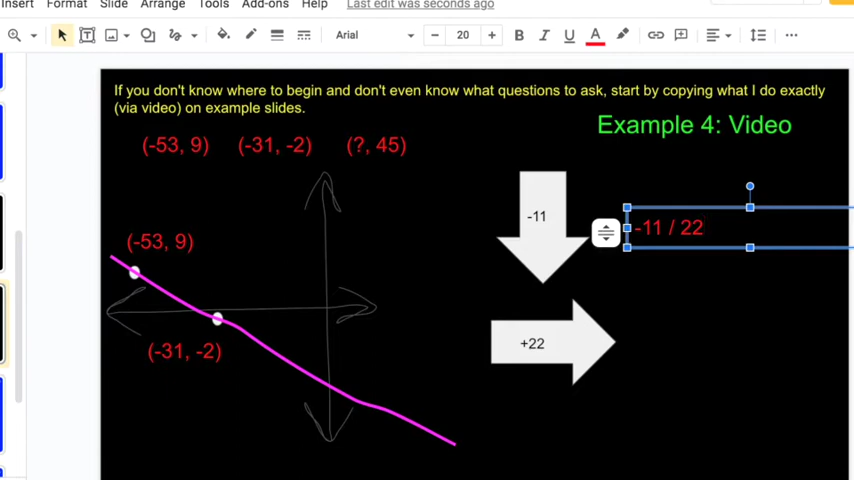 Insert Format Slide Arrange Tools Add-ons Help Last edit was seconds ago
Arial - 20 + B I U A
If you don't know where to begin and don't even know what questions to ask, start by copying what I do exactly
(via video) on example slides.
Example 4: Video
(-53, 9) (-31, -2) (?, 45)
-11
-11 / 22
(-53, 9)
+22
(-31, -2)